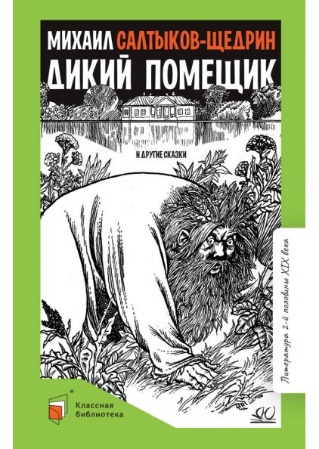 МИХАИЛ САЛТЫКОВ-ЩЕДРИН
ДИКИЙ ПОМЕЩИК
И ДРУГИЕ СКАЗКИ
Литература 2-й половины XIX века
Классная
библиотека